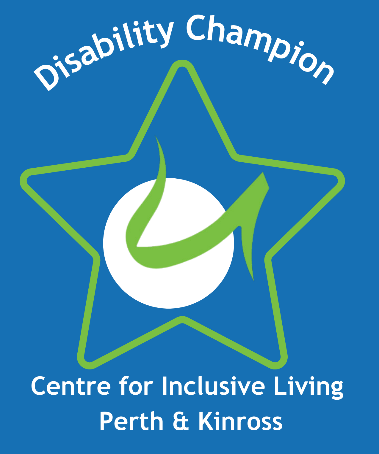 Disability Champion
Centre for Inclusive Living
Perth & Kinross